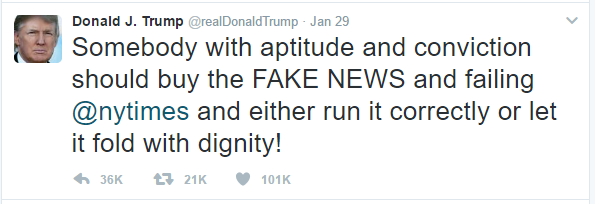 Donald J. Trump @realDonaldTrump · Jan 29
Somebody with aptitude and conviction
should buy the FAKE NEWS and failing
@nytimes and either run it correctly or let
it fold with dignity!
36K 21K 101K